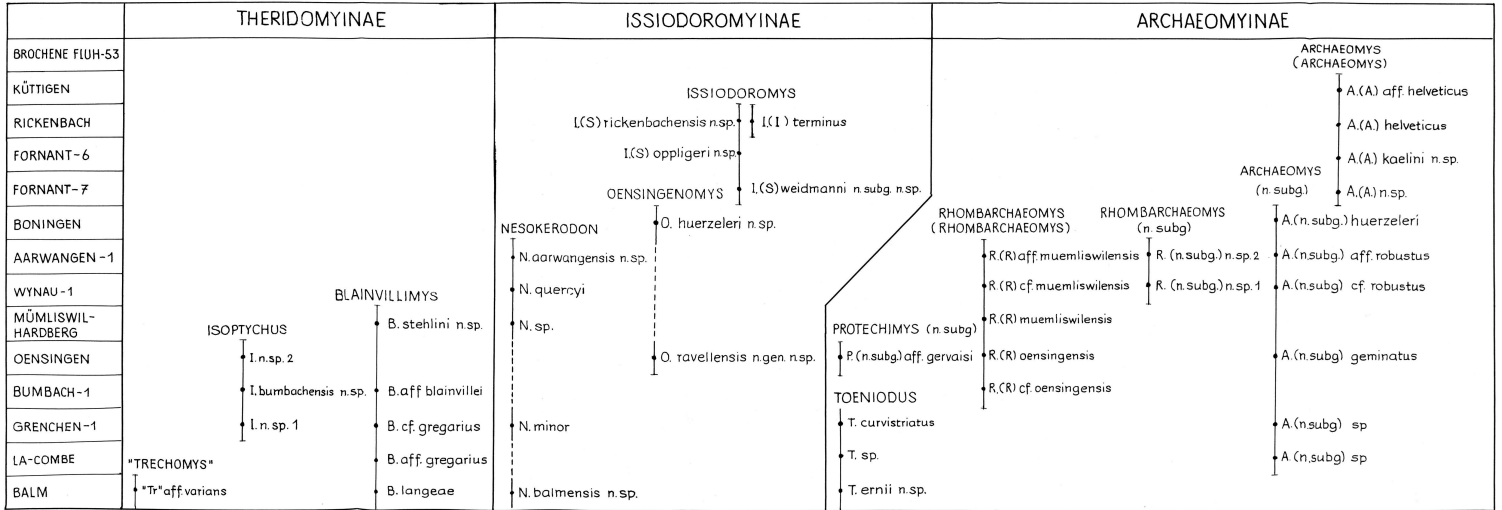 THERIDOMYINAE
ISSIODOROMYINAE
ARCHAEOMYINAE
BROCHENE FLUH-53
KÜTTIGEN
RICKENBACH
FORNANT-6
FORNANT-7
BONINGEN
AARWANGEN-1
WYNAU-1
MÜMLISWIL-
HARDBERG
OENSINGEN
BUMBACH-1
GRENCHEN-1
LA-COMBE
BALM
"TRECHOMYS"
"Tr" aff. varians
ISOPTYCHUS
I. n. sp. 2
I. bumbachensis n. sp.
I. n. sp. 1
BLAINVILLIMYS
B. stehlini n. sp.
B. aff blainvillei
B. cf. gregarius
B. aff. gregarius
B. langeae
NESOKERODON
N. aarwangensis n. sp.
N. quercyi
N. sp.
N. minor
N. balmensis n. sp.
OENSINGENOMYS
O. huerzeleri n. sp.
O. ravellensis n. gen. n. sp.
ISSIODOROMYS
I.(S) rickenbachensis n. sp.
I.(I) terminus
I.(S) oppligeri n. sp.
I.(S) weidmanni n. subg. n. sp.
PROTECHIMYS (n. subg)
P. (n. subg.) aff. gervaisi
TOENIODUS
T. curvistriatus
T. sp.
T. ernii n. sp.
RHOMBARCHAEOMYS
(RHOMBARCHAEOMYS)
R.(R) aff. muemliswilensis
R.(R) cf. muemliswilensis
R.(R) muemliswilensis
R.(R) oensingensis
R.(R) cf. oensingensis
RHOMBARCHAEOMYS
(n. subg)
R. (n. subg.) n. sp. 2
R. (n. subg.) n. sp. 1
ARCHAEOMYS
(n. subg.)
A. (n. subg.) huerzeleri
A. (n. subg.) aff. robustus
A. (n. subg) cf. robustus
A. (n. subg) geminatus
A. (n. subg) sp
A. (n. subg) sp
ARCHAEOMYS
(ARCHAEOMYS)
A.(A.) aff. helveticus
A.(A.) helveticus
A.(A.) kaelini n. sp.
A.(A.) n. sp.